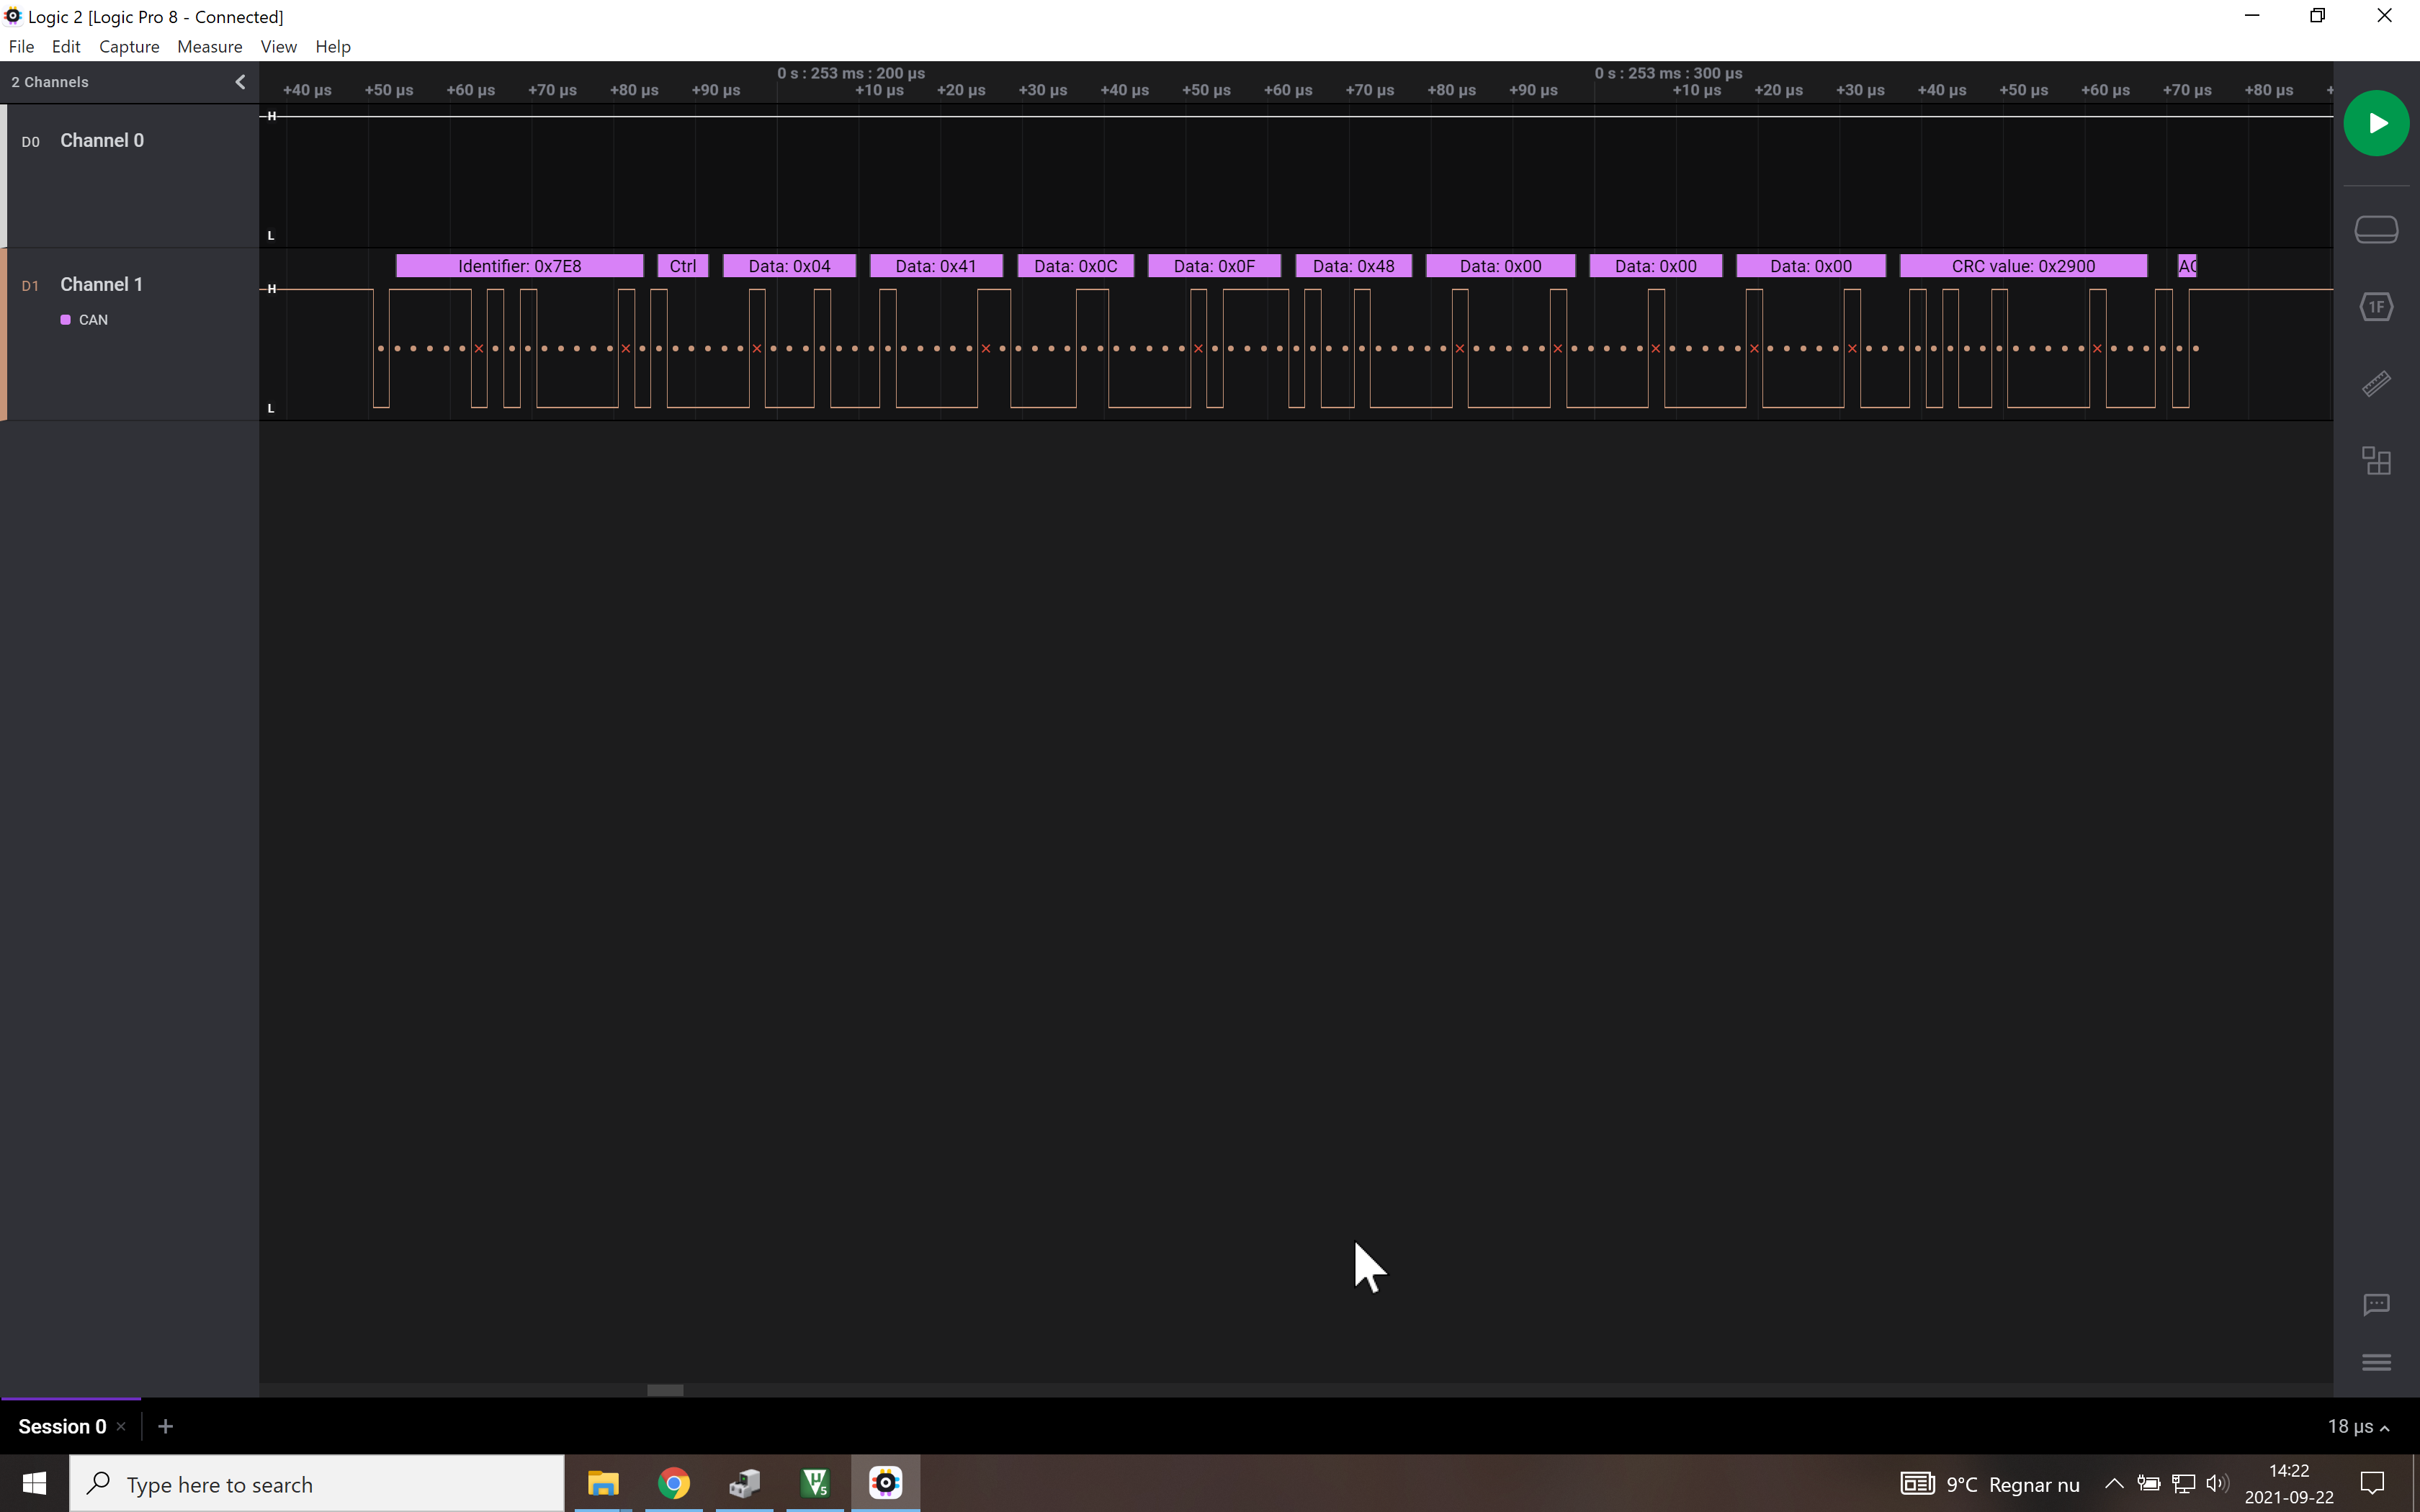 Logic 2 [Logic Pro 8 - Connected]
File Edit Capture Measure View Help
2 Channels
0 s : 253 ms : 200 µs 0 s : 253 ms : 300 µs
+40 µs +50 µs +60 µs +70 µs +80 µs +90 µs +10 µs +20 µs +30 µs +40 µs +50 µs +60 µs +70 µs +80 µs +90 µs +10 µs +20 µs +30 µs +40 µs +50 µs +60 µs +70 µs +80 µs +
H
D0 Channel 0
L
Identifier: 0x7E8 Ctrl Data: 0x04 Data: 0x41 Data: 0x0C Data: 0x0F Data: 0x48 Data: 0x00 Data: 0x00 Data: 0x00 CRC value: 0x2900 AC
H
D1 Channel 1
1F
CAN
L
Session 0 × +
18 µs
Type here to search
5
9°C Regnar nu
14:22
2021-09-22